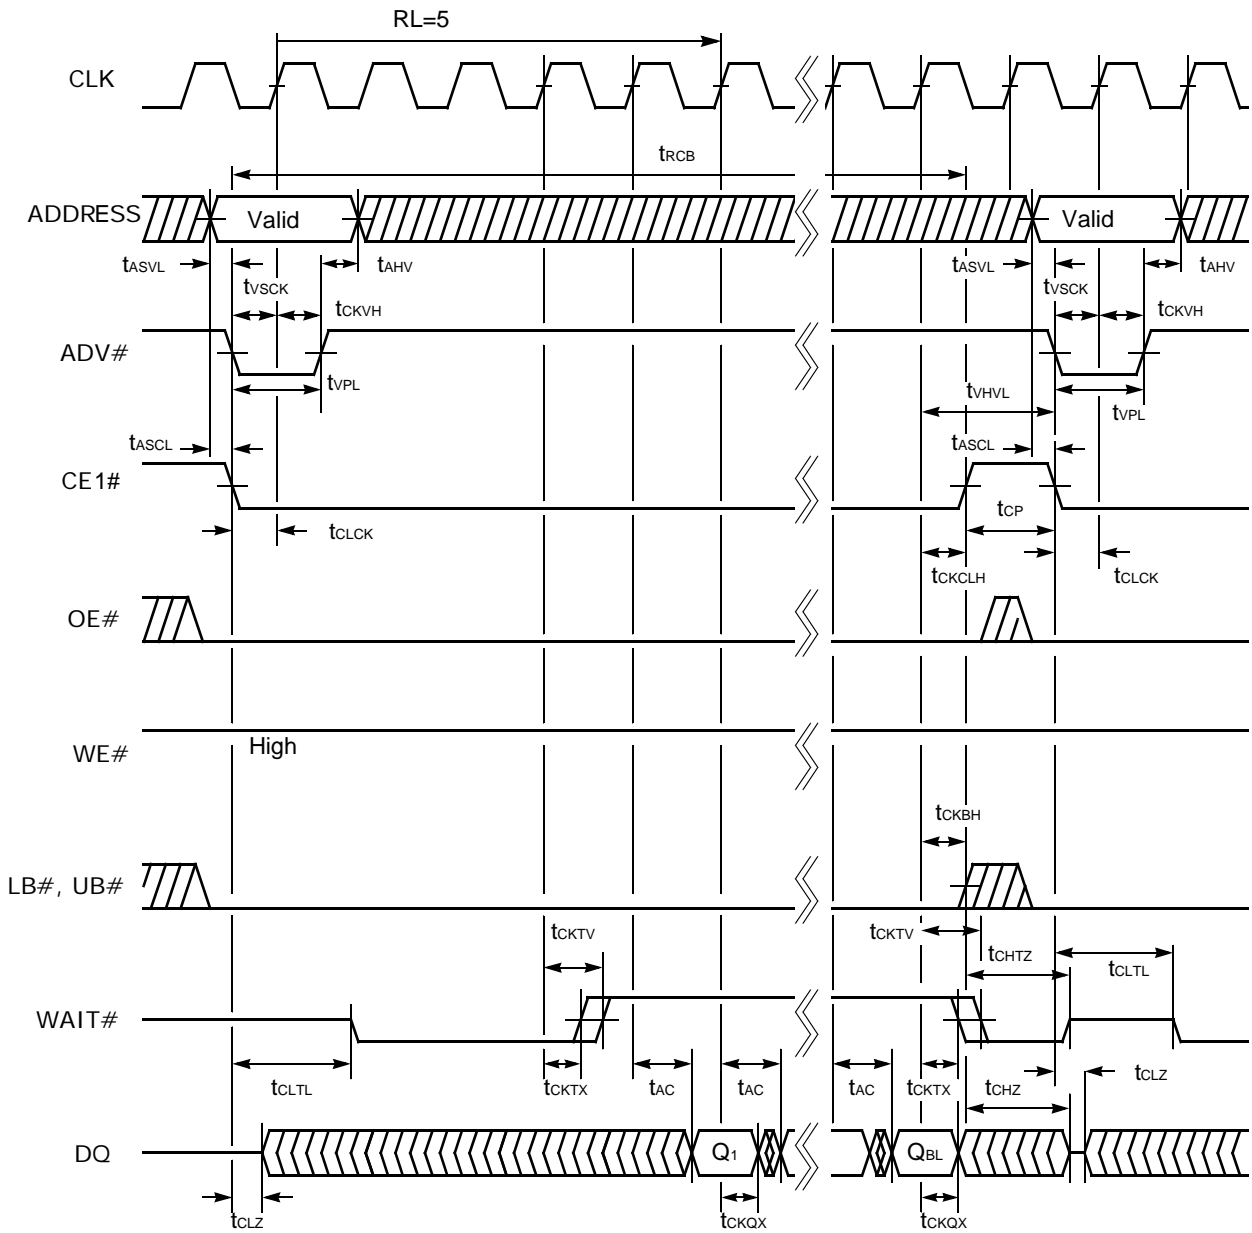 RL=5
CLK
tRCB
ADDRESS
Valid
Valid
tASVL
tAHV
tASVL
tAHV
tVSCK
tVSCK
tCKVH
tCKVH
ADV#
tVPL
tVHVL
tVPL
tASCL
tASCL
CE1#
tCP
tCLCK
tCKCLH
tCLCK
OE#
High
WE#
tCKBH
LB#, UB#
tCKTV
tCKTV
tCHTZ
tCLTL
WAIT#
tCLTL
tCKTX
tAC
tAC
tAC
tCKTX
tCHZ
tCLZ
DQ
Q1
QBL
tCLZ
tCKQX
tCKQX